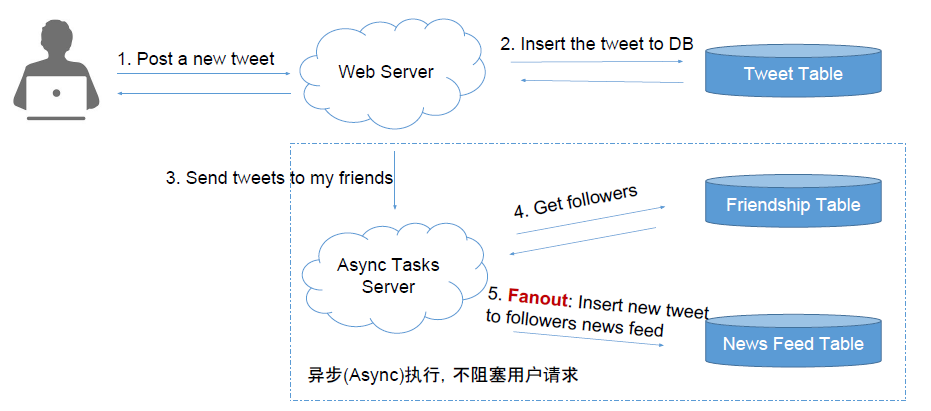 1. Post a new tweet
Web Server
2. Insert the tweet to DB
Tweet Table
3. Send tweets to my friends
4. Get followers
Friendship Table
Async Tasks
Server
5. Fanout: Insert new tweet
to followers news feed
News Feed Table
异步(Async)执行, 不阻塞用户请求